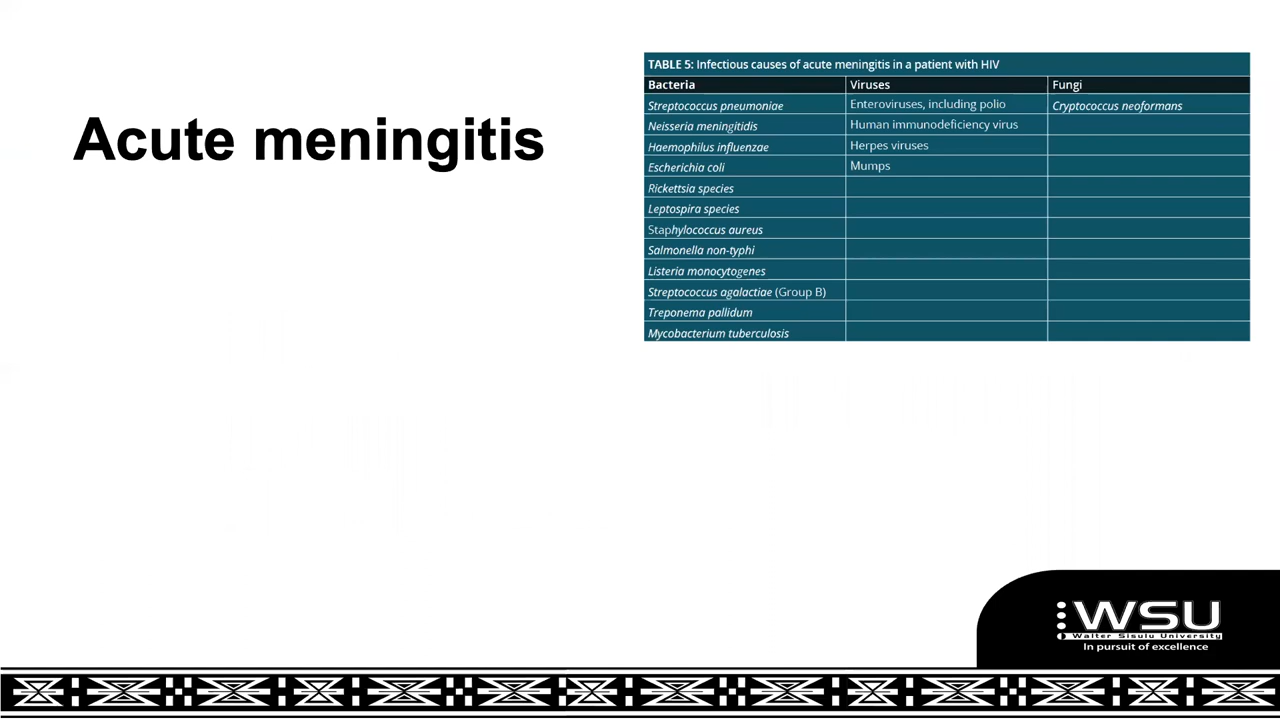 Acute meningitis
TABLE 5: Infectious causes of acute meningitis in a patient with HIV
Bacteria Viruses Fungi
Streptococcus pneumoniae Enteroviruses, including polio Cryptococcus neoformans
Neisseria meningitidis Human immunodeficiency virus
Haemophilus influenzae Herpes viruses
Escherichia coli Mumps
Rickettsia species
Leptospira species
Staphylococcus aureus
Salmonella non-typhi
Listeria monocytogenes
Streptococcus agalactiae (Group B)
Treponema pallidum
Mycobacterium tuberculosis
WSU
Walter Sisulu University
In pursuit of excellence